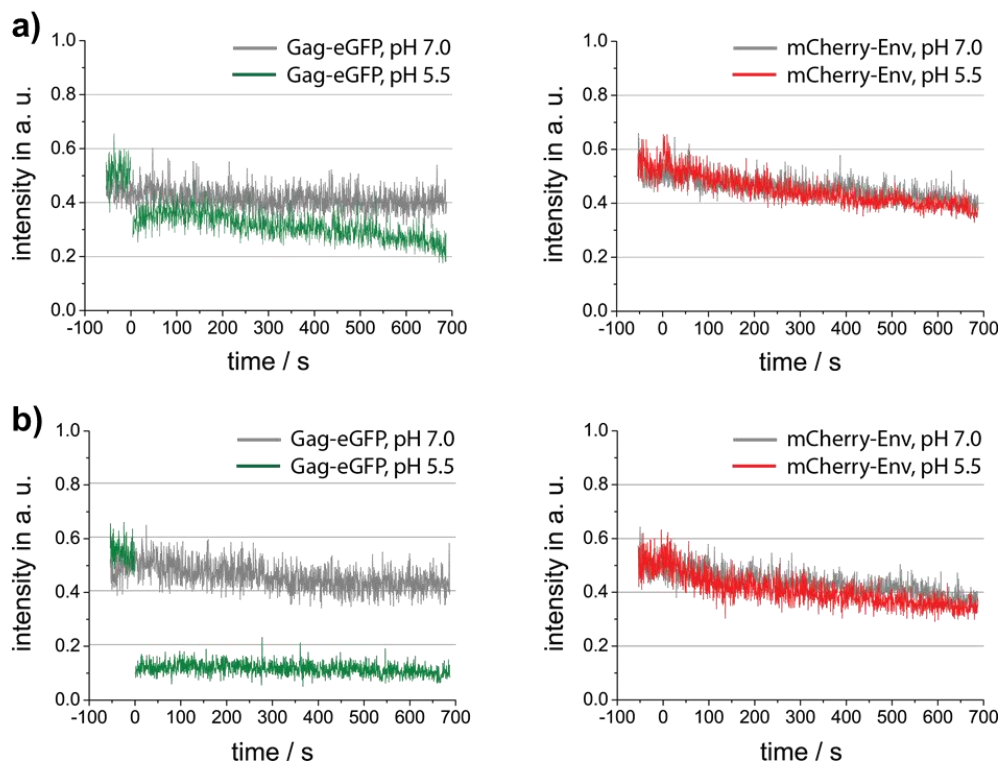 a)
1.0
0.8
0.6
0.4
0.2
0.0
intensity in a. u.
Gag-eGFP, pH 7.0
Gag-eGFP, pH 5.5
-100 0 100 200 300 400 500 600 700
time / s
1.0
0.8
0.6
0.4
0.2
0.0
intensity in a. u.
mCherry-Env, pH 7.0
mCherry-Env, pH 5.5
-100 0 100 200 300 400 500 600 700
time / s
b)
1.0
0.8
0.6
0.4
0.2
0.0
intensity in a. u.
Gag-eGFP, pH 7.0
Gag-eGFP, pH 5.5
-100 0 100 200 300 400 500 600 700
time / s
1.0
0.8
0.6
0.4
0.2
0.0
intensity in a. u.
mCherry-Env, pH 7.0
mCherry-Env, pH 5.5
-100 0 100 200 300 400 500 600 700
time / s